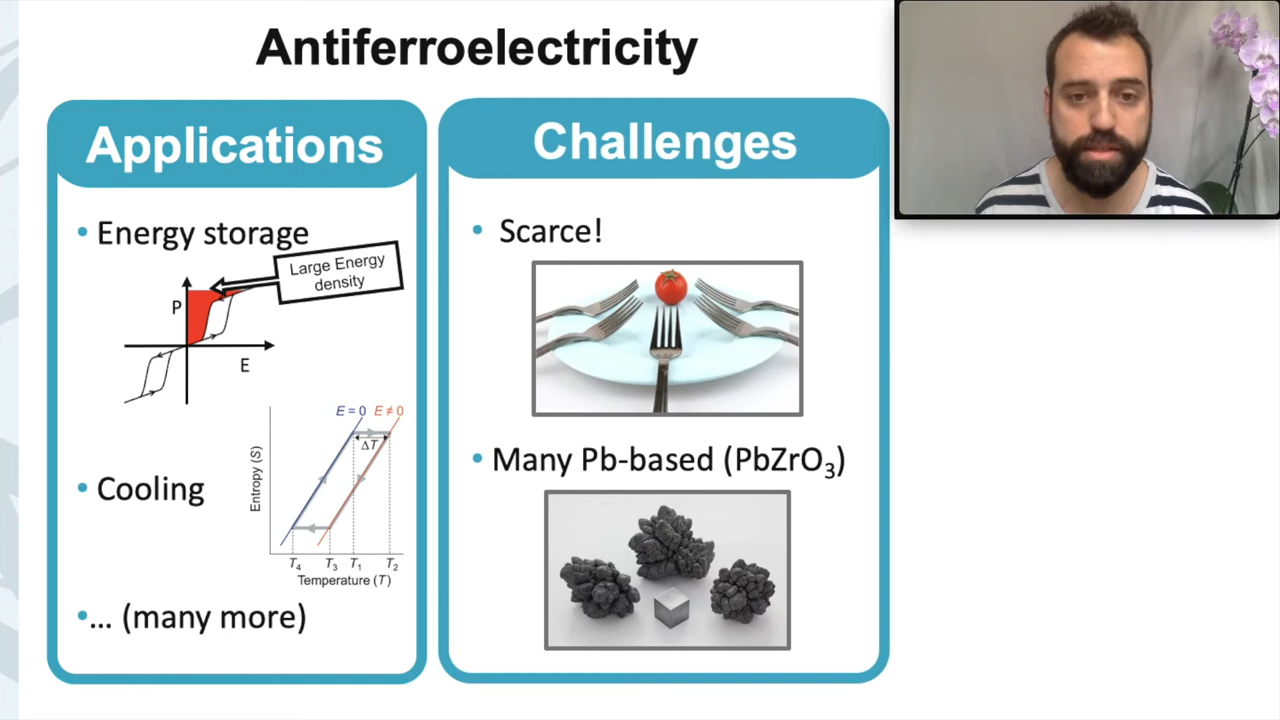 Antiferroelectricity
Applications
• Energy storage
Large Energy
density
P
E
• Cooling
Entropy (S)
E = 0
E ≠ 0
ΔT
T₄
T₃
T₁
T₂
Temperature (T)
•... (many more)
Challenges
• Scarce!
• Many Pb-based (PbZrO₃)